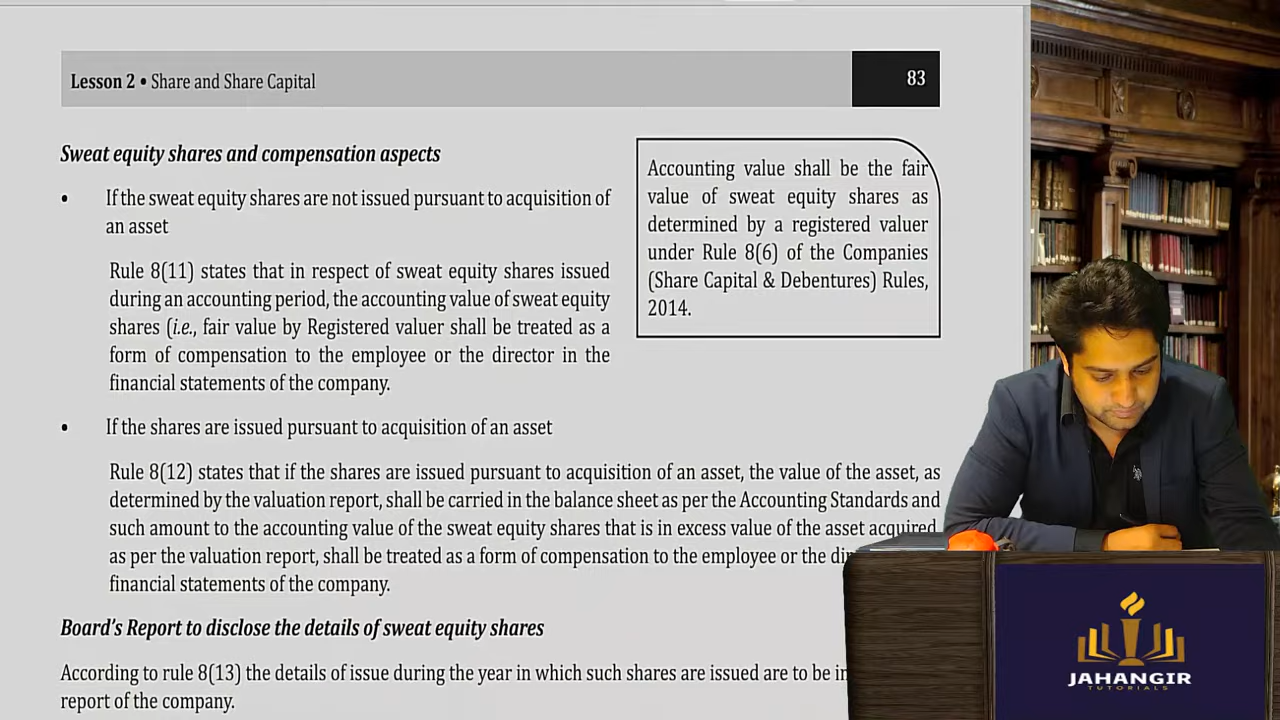 Lesson 2 • Share and Share Capital
83
Sweat equity shares and compensation aspects
• If the sweat equity shares are not issued pursuant to acquisition of
an asset
Rule 8(11) states that in respect of sweat equity shares issued
during an accounting period, the accounting value of sweat equity
shares (i.e., fair value by Registered valuer shall be treated as a
form of compensation to the employee or the director in the
financial statements of the company.
Accounting value shall be the fair
value of sweat equity shares as
determined by a registered valuer
under Rule 8(6) of the Companies
(Share Capital & Debentures) Rules,
2014.
• If the shares are issued pursuant to acquisition of an asset
Rule 8(12) states that if the shares are issued pursuant to acquisition of an asset, the value of the asset, as
determined by the valuation report, shall be carried in the balance sheet as per the Accounting Standards and
such amount to the accounting value of the sweat equity shares that is in excess value of the asset acquired,
as per the valuation report, shall be treated as a form of compensation to the employee or the
financial statements of the company.
Board's Report to disclose the details of sweat equity shares
According to rule 8(13) the details of issue during the year in which such shares are issued are to be
report of the company.
JAHANGIR
TUTORIALS